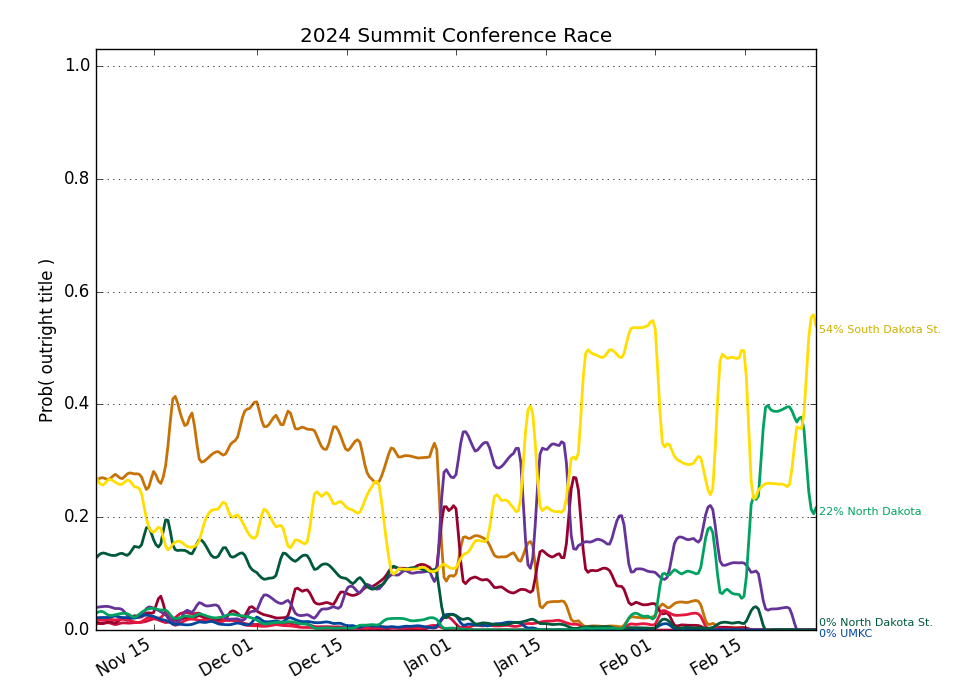 2024 Summit Conference Race
Prob( outright title )
1.0
0.8
0.6
0.4
0.2
0.0
54% South Dakota St.
22% North Dakota
0% North Dakota St.
0% UMKC
Nov 15
Dec 01
Dec 15
Jan 01
Jan 15
Feb 01
Feb 15